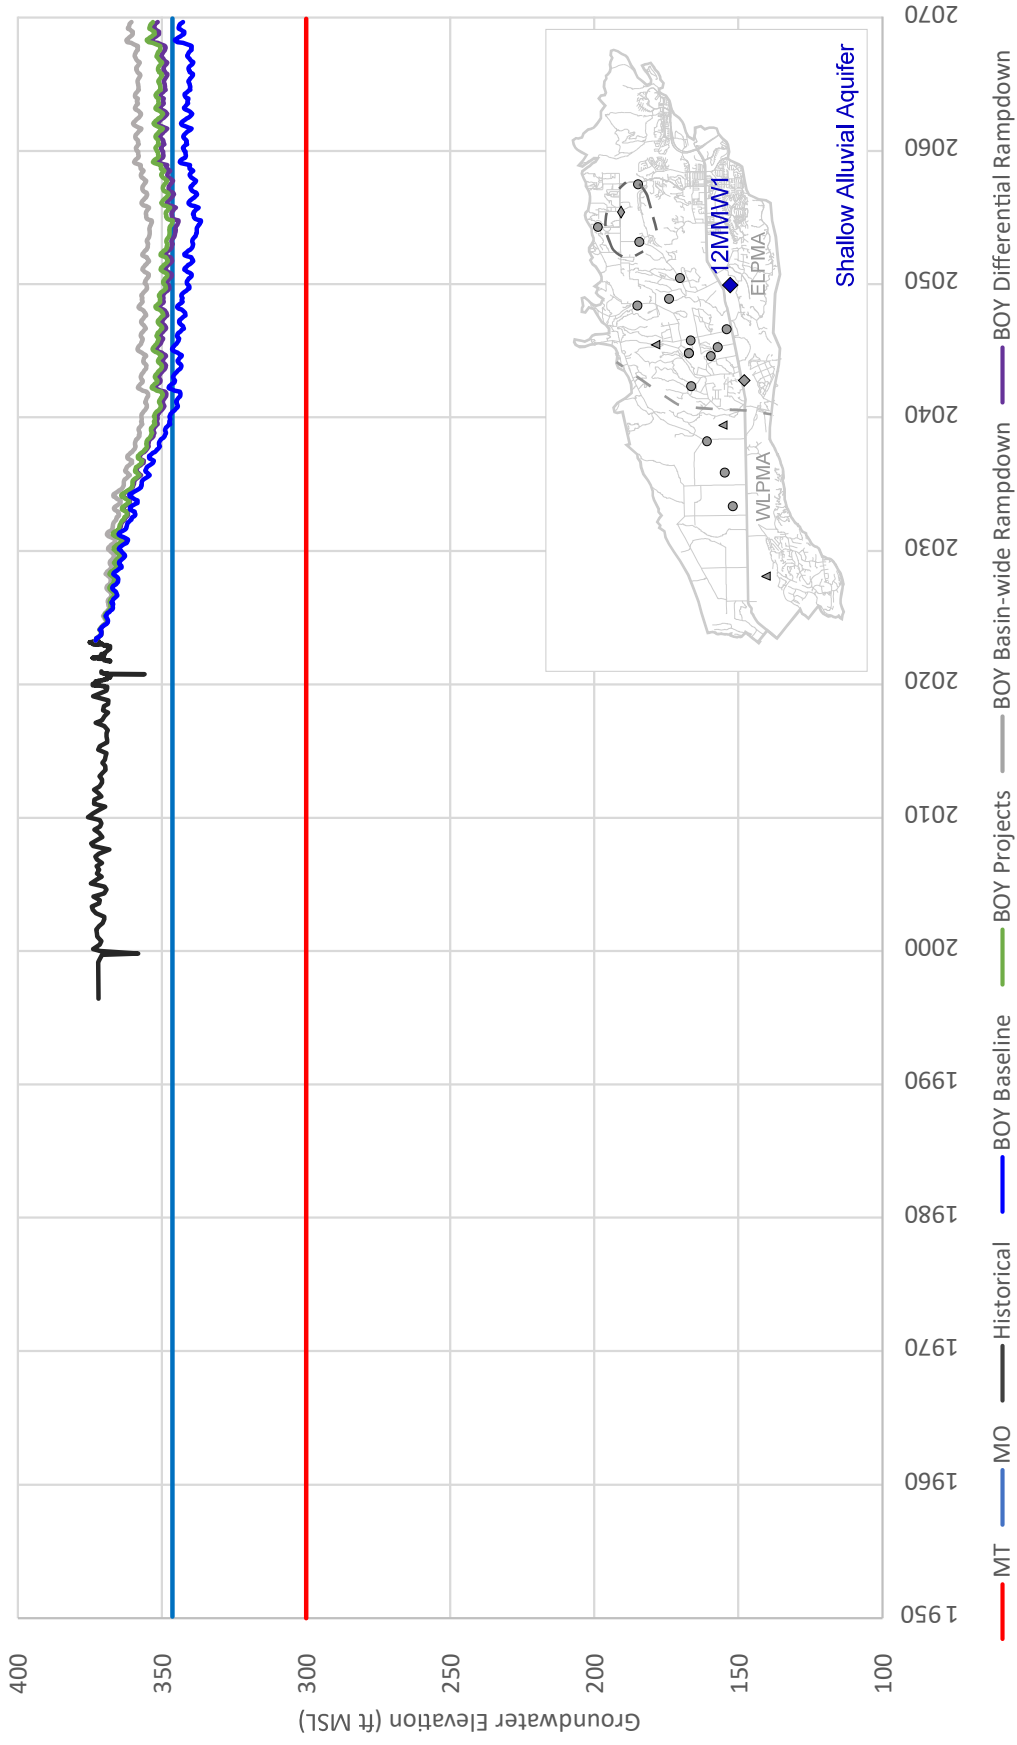 400
350
300
250
200
150
100
Groundwater Elevation (ft MSL)
1950
1960
1970
1980
1990
2000
2010
2020
2030
2040
2050
2060
2070
12MMW1
ELPMA
WLPMA
Shallow Alluvial Aquifer
MT
MO
Historical
BOY Baseline
BOY Projects
BOY Basin-wide Rampdown
BOY Differential Rampdown